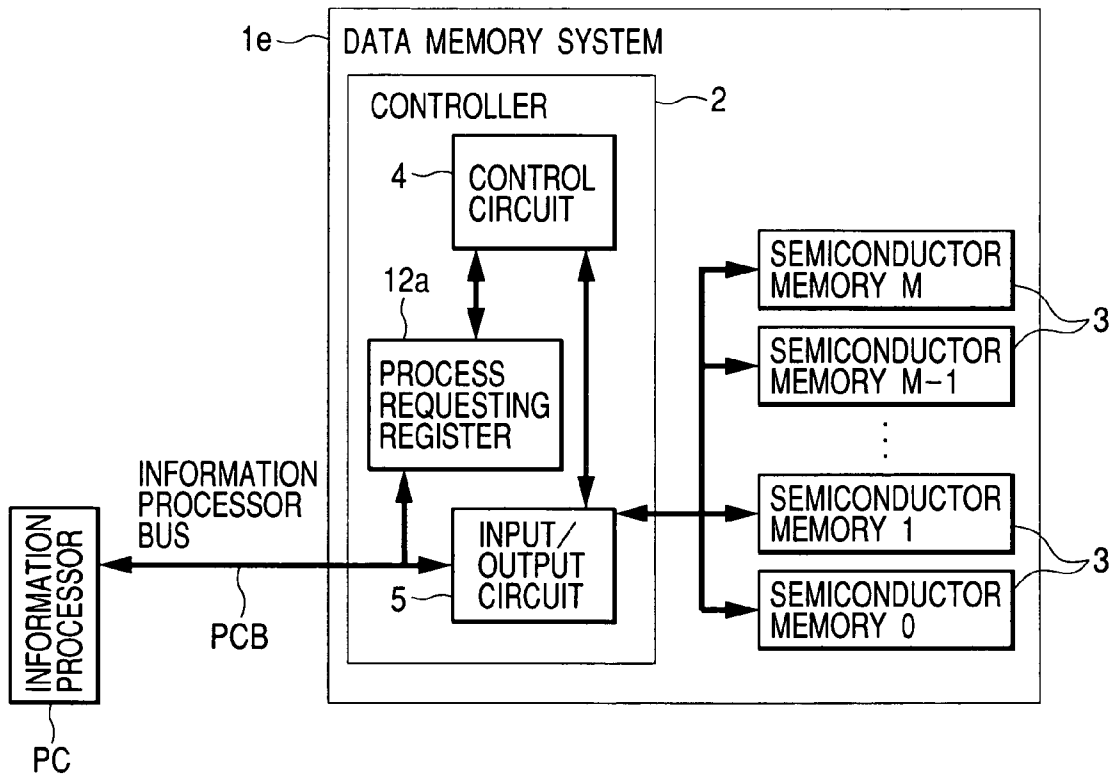 1e
DATA MEMORY SYSTEM
CONTROLLER
2
4
CONTROL
CIRCUIT
12a
PROCESS
REQUESTING
REGISTER
SEMICONDUCTOR
MEMORY M
3
SEMICONDUCTOR
MEMORY M-1
⋮
SEMICONDUCTOR
MEMORY 1
3
SEMICONDUCTOR
MEMORY 0
INFORMATION
PROCESSOR
BUS
INPUT/
OUTPUT
CIRCUIT
5
PCB
INFORMATION
PROCESSOR
PC